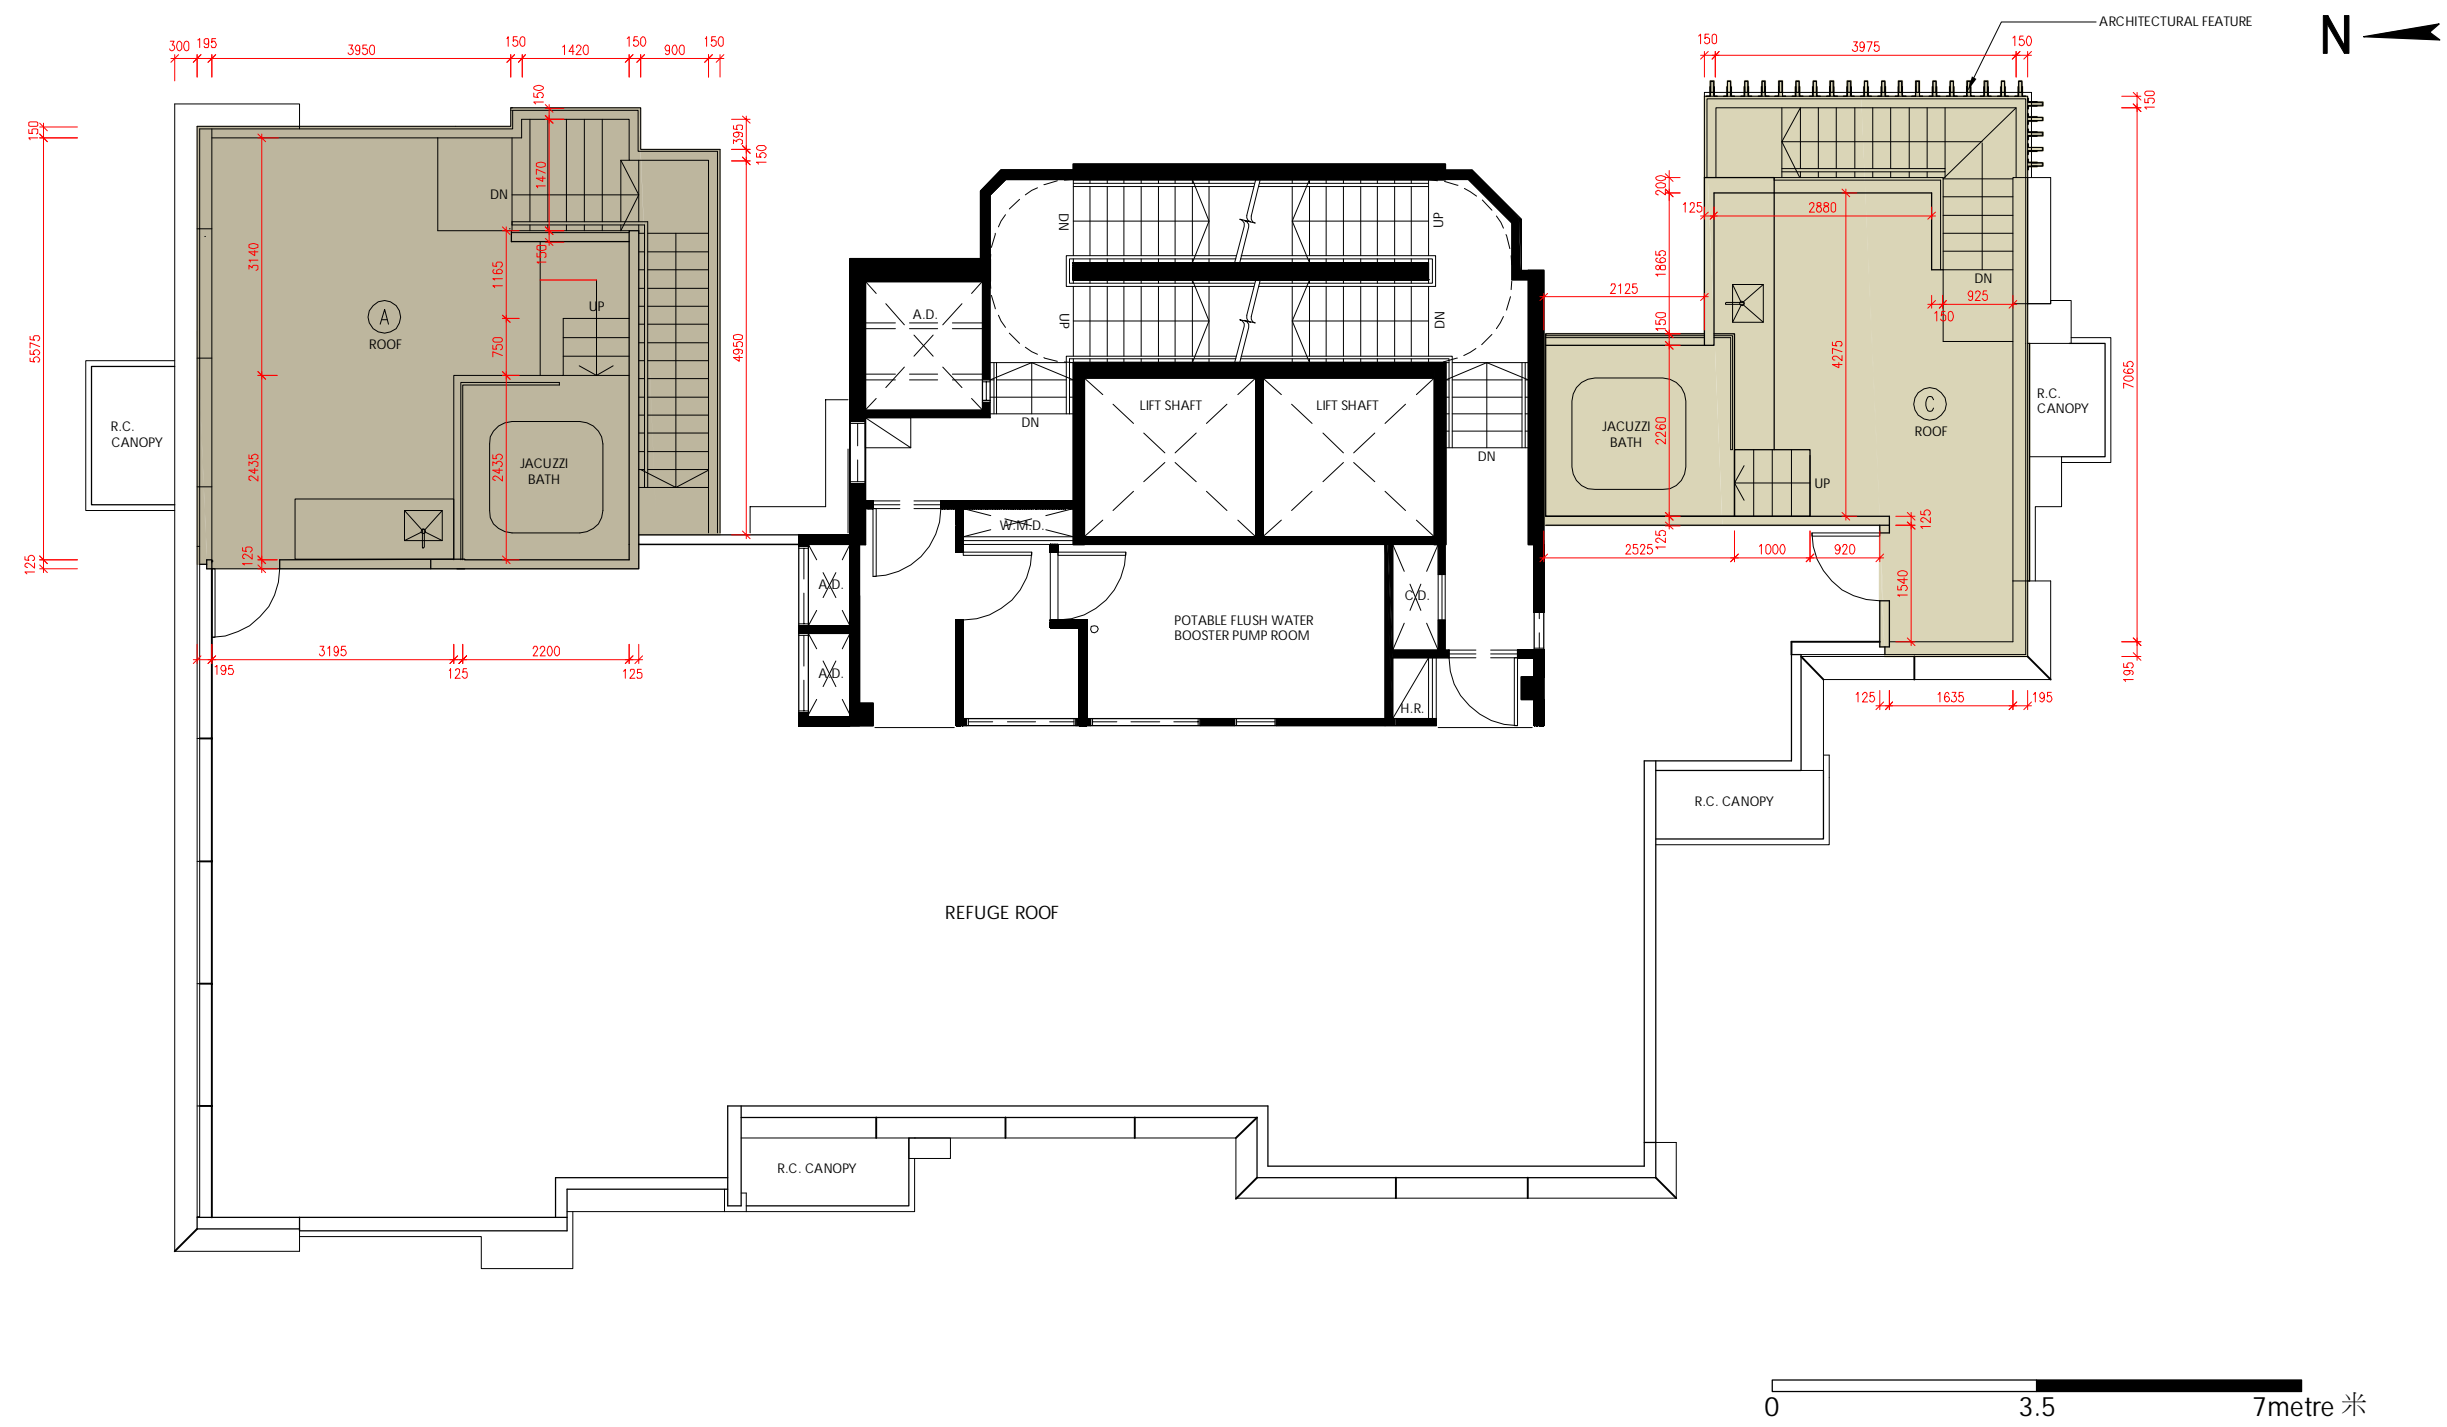 ARCHITECTURAL FEATURE
N
300
195
3950
150
1420
150
900
150
150
3975
150
150
150
150
5575
125
3140
2435
125
DN
1470
150
1165
750
2435
UP
A
ROOF
JACUZZI
BATH
395
150
4950
R.C.
CANOPY
195
3195
125
2200
125
A.D.
DN
UP
UP
DN
DN
DN
LIFT SHAFT
LIFT SHAFT
W.M.D.
A.D.
A.D.
C.D.
H.R.
POTABLE FLUSH WATER
BOOSTER PUMP ROOM
2125
200
125
2880
1865
150
2260
125
4275
DN
925
150
C
ROOF
JACUZZI
BATH
UP
2525
1000
920
125
1540
7065
195
R.C.
CANOPY
125
1635
195
R.C. CANOPY
REFUGE ROOF
R.C. CANOPY
0
3.5
7metre 米